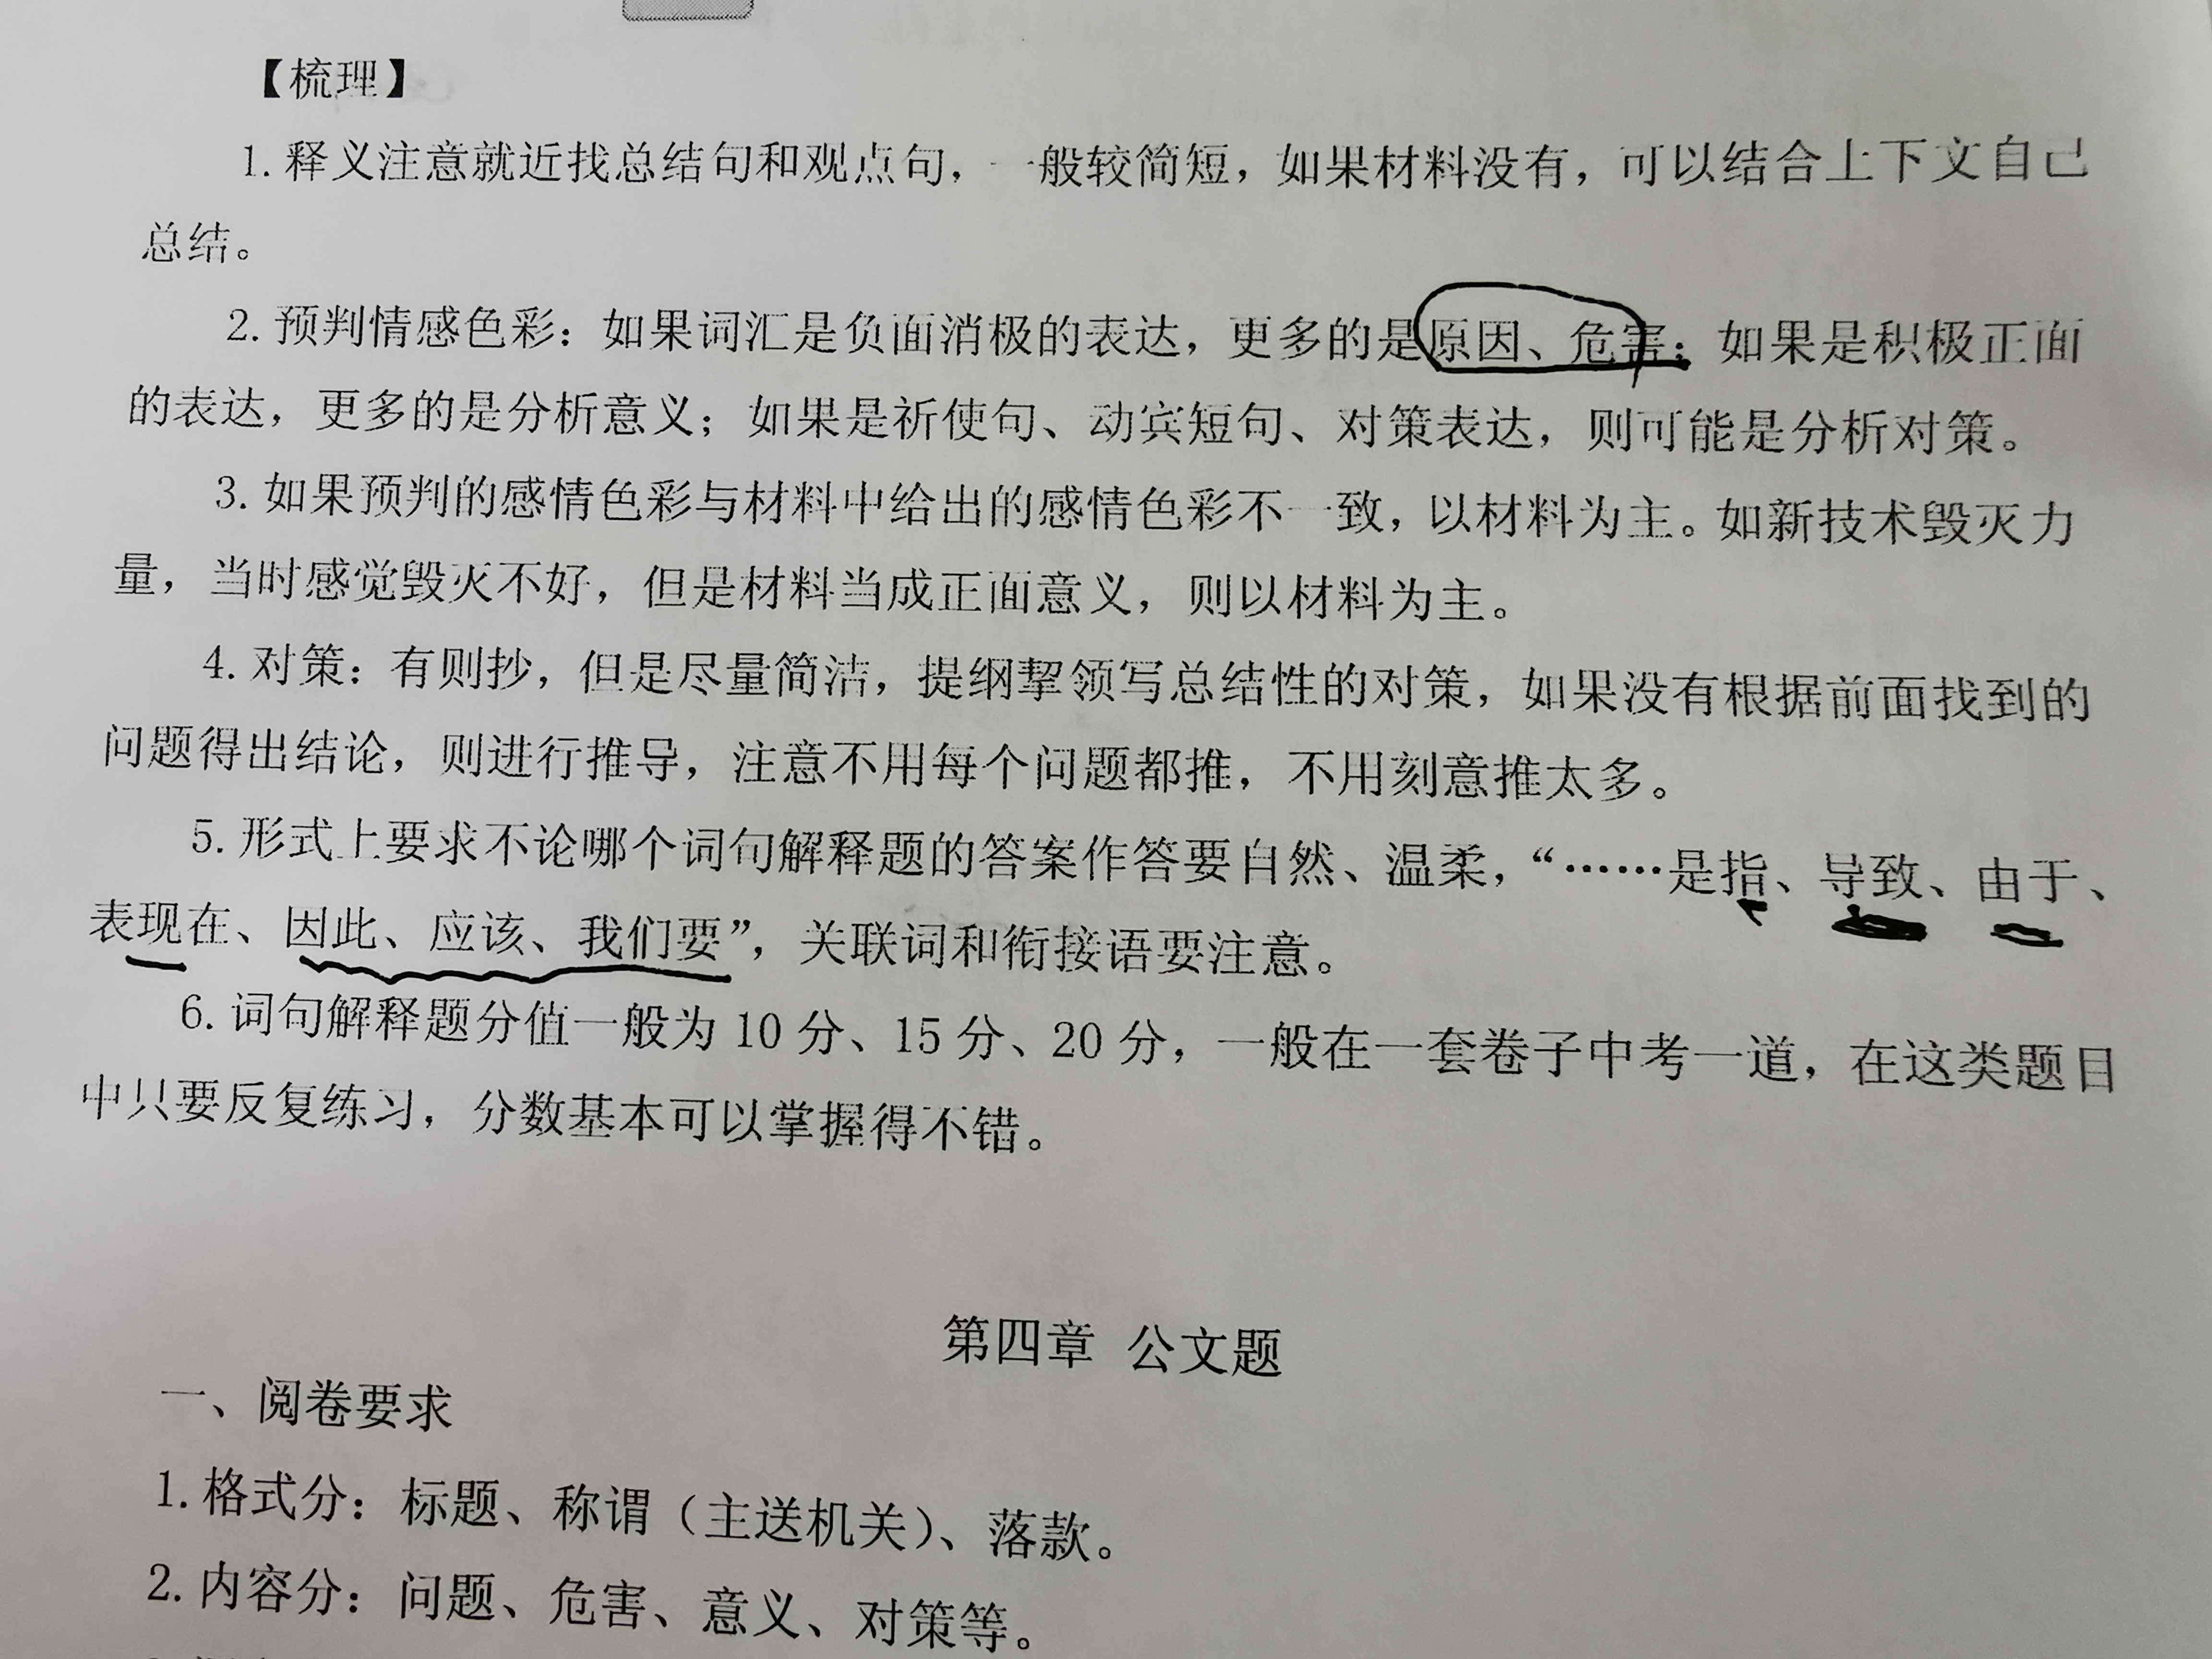 【梳理】
1. 释义注意就近找总结句和观点句，一般较简短，如果材料没有，可以结合上下文自己
总结。
2. 预判情感色彩：如果词汇是负面消极的表达，更多的是原因、危害；如果是积极正面
的表达，更多的是分析意义；如果是祈使句、动宾短句、对策表达，则可能是分析对策。
3. 如果预判的感情色彩与材料中给出的感情色彩不一致，以材料为主。如新技术毁灭力
量，当时感觉毁灭不好，但是材料当成正面意义，则以材料为主。
4. 对策：有则抄，但是尽量简洁，提纲挈领写总结性的对策，如果没有根据前面找到的
问题得出结论，则进行推导，注意不用每个问题都推，不用刻意推太多。
5. 形式上要求不论哪个词句解释题的答案作答要自然、温柔，“……是指、导致、由于、
表现在、因此、应该、我们要”，关联词和衔接语要注意。
6. 词句解释题分值一般为 10 分、15 分、20 分，一般在一套卷子中考一道，在这类题目
中只要反复练习，分数基本可以掌握得不错。
第四章 公文题
一、阅卷要求
1. 格式分：标题、称谓（主送机关）、落款。
2. 内容分：问题、危害、意义、对策等。